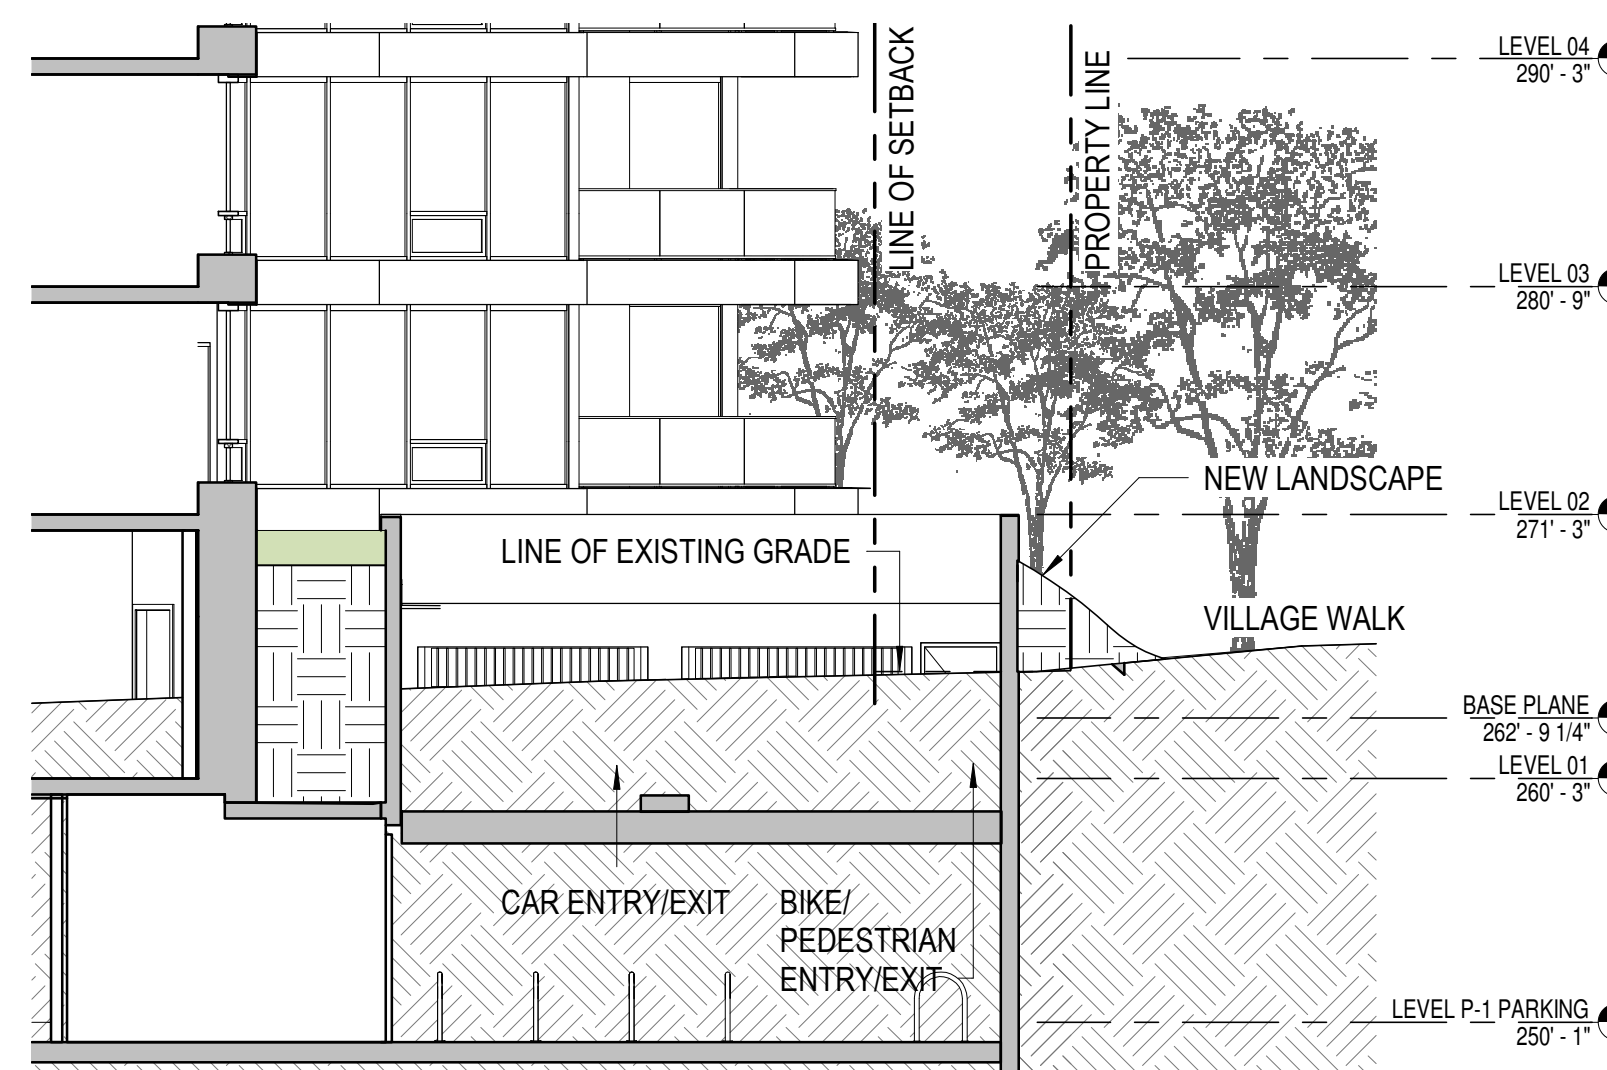 LINE OF SETBACK
PROPERTY LINE
LEVEL 04
290' - 3"
LEVEL 03
280' - 9"
NEW LANDSCAPE
LEVEL 02
271' - 3"
LINE OF EXISTING GRADE
VILLAGE WALK
BASE PLANE
262' - 9 1/4"
LEVEL 01
260' - 3"
CAR ENTRY/EXIT
BIKE/
PEDESTRIAN
ENTRY/EXIT
LEVEL P-1 PARKING
250' - 1"